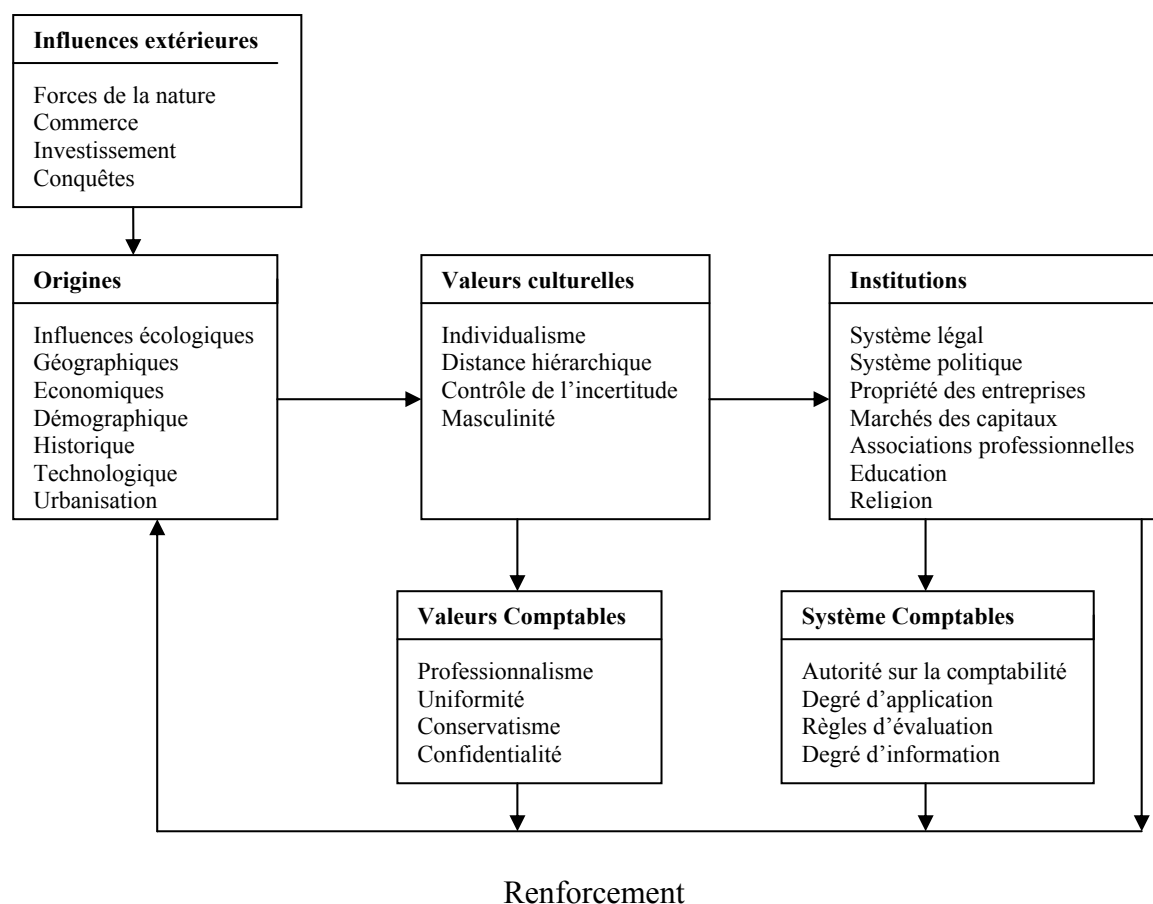 Influences extérieures
Forces de la nature
Commerce
Investissement
Conquêtes
Origines
Influences écologiques
Géographiques
Economiques
Démographique
Historique
Technologique
Urbanisation
Valeurs culturelles
Individualisme
Distance hiérarchique
Contrôle de l’incertitude
Masculinité
Institutions
Système légal
Système politique
Propriété des entreprises
Marchés des capitaux
Associations professionnelles
Education
Religion
Valeurs Comptables
Professionnalisme
Uniformité
Conservatisme
Confidentialité
Système Comptables
Autorité sur la comptabilité
Degré d’application
Règles d’évaluation
Degré d’information
Renforcement